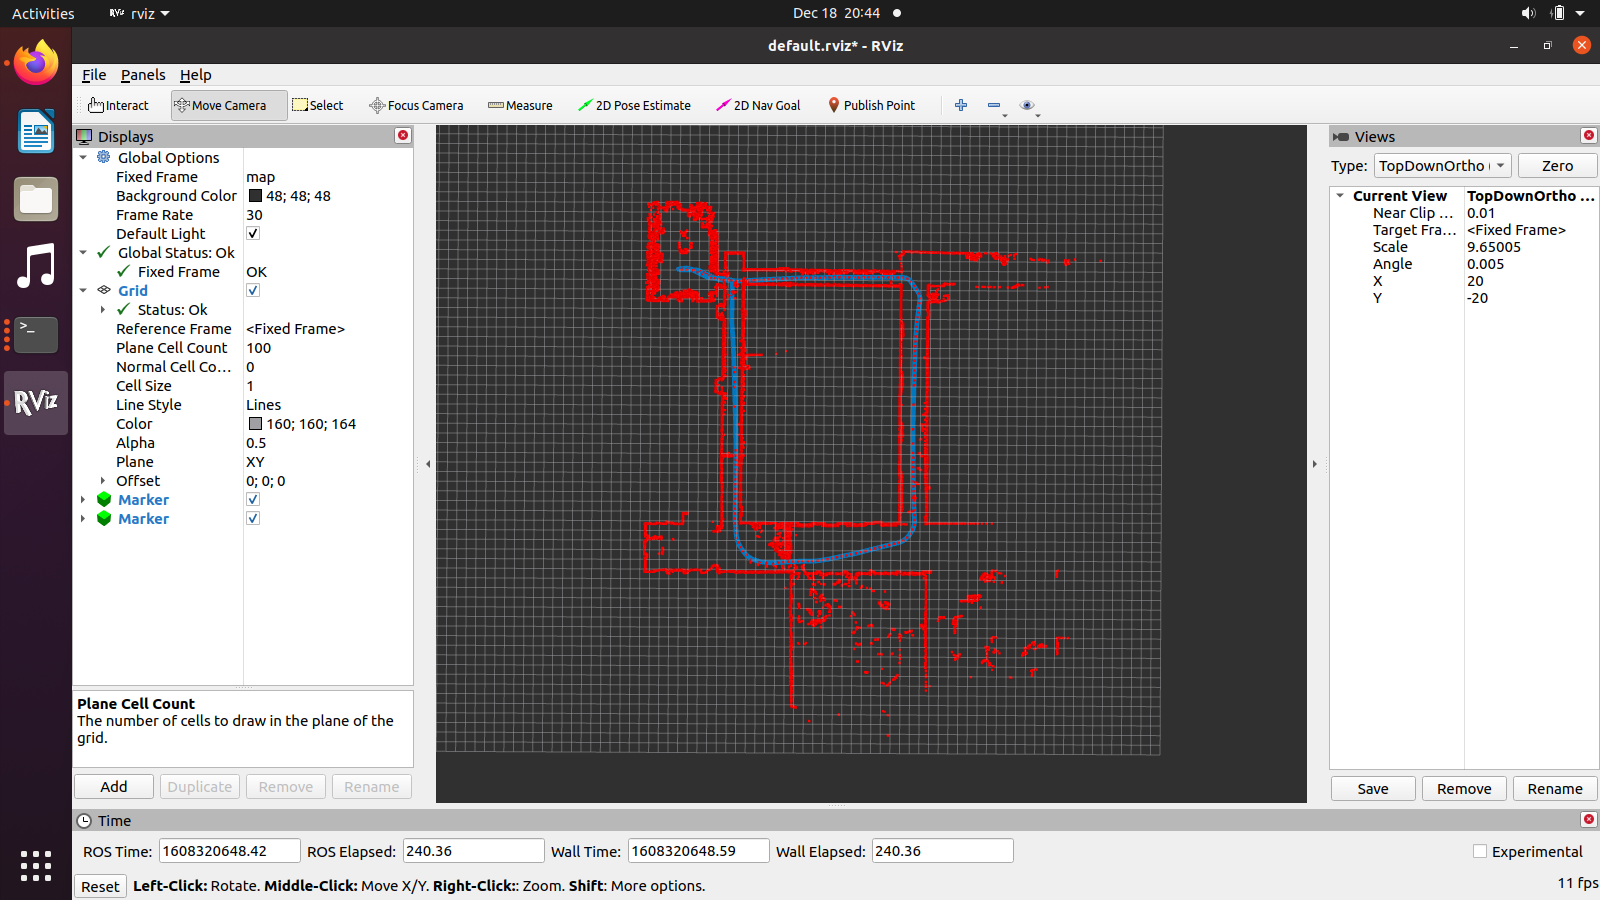 Activities RViz rviz Dec 18 20:44
default.rviz* - RViz
File Panels Help
Interact Move Camera Select Focus Camera Measure 2D Pose Estimate 2D Nav Goal Publish Point
Displays
Global Options
Fixed Frame map
Background Color 48; 48; 48
Frame Rate 30
Default Light
Global Status: Ok
Fixed Frame OK
Grid
Status: Ok
Reference Frame <Fixed Frame>
Plane Cell Count 100
Normal Cell Co... 0
Cell Size 1
Line Style Lines
Color 160; 160; 164
Alpha 0.5
Plane XY
Offset 0; 0; 0
Marker
Marker
Plane Cell Count
The number of cells to draw in the plane of the
grid.
Add Duplicate Remove Rename
RViz
Views
Type: TopDownOrtho ( Zero
Current View TopDownOrtho ...
Near Clip ... 0.01
Target Fra... <Fixed Frame>
Scale 9.65005
Angle 0.005
X 20
Y -20
Save Remove Rename
Time
ROS Time: 1608320648.42 ROS Elapsed: 240.36 Wall Time: 1608320648.59 Wall Elapsed: 240.36 Experimental
Reset Left-Click: Rotate. Middle-Click: Move X/Y. Right-Click:: Zoom. Shift: More options. 11 fps